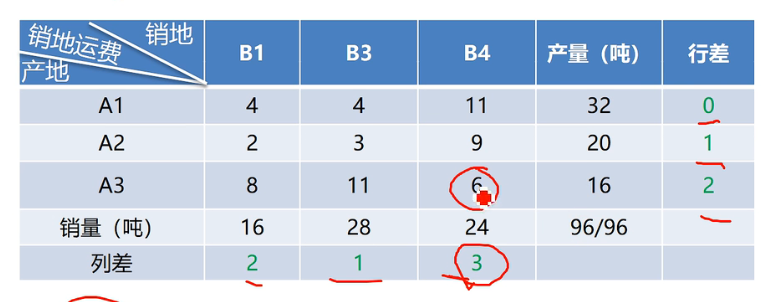 销地运费 销地 产地 B1 B3 B4 产量（吨） 行差
A1 4 4 11 32 0
A2 2 3 9 20 1
A3 8 11 6 16 2
销量（吨） 16 28 24 96/96
列差 2 1 3